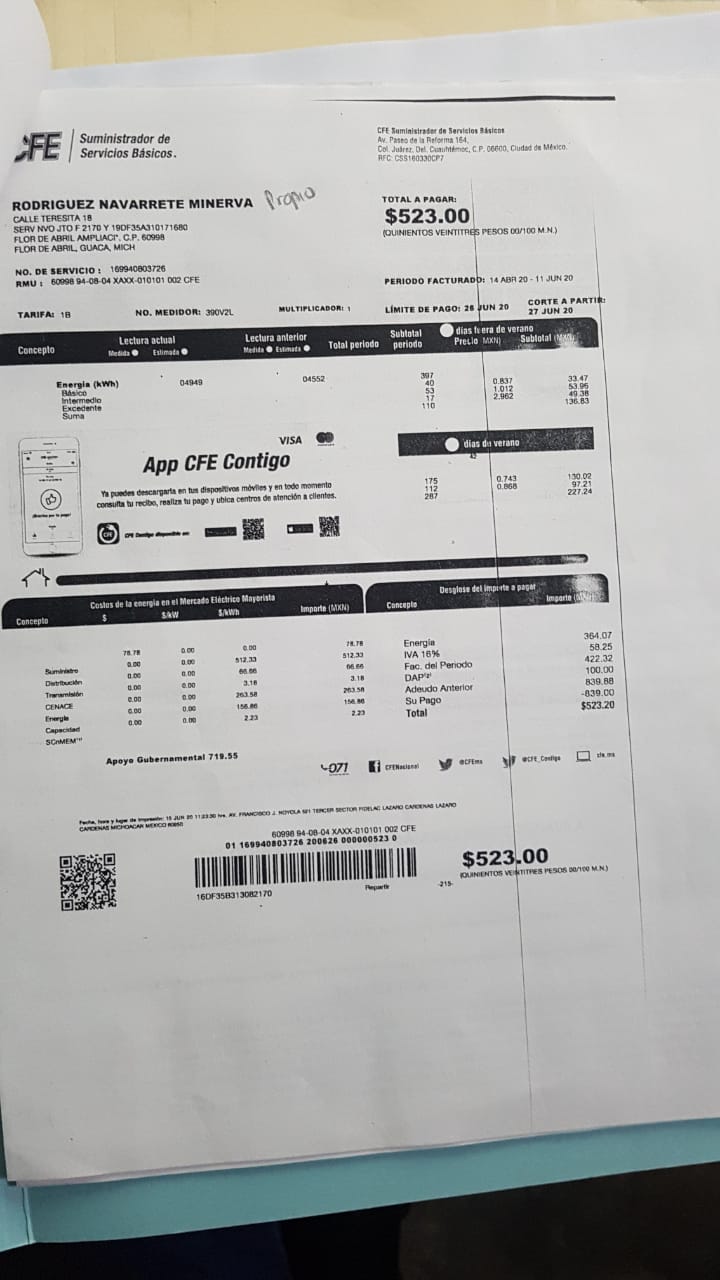 CFE Suministrador de
Servicios Básicos.
CFE Suministrador de Servicios Básicos
Av. Paseo de la Reforma 164,
Col. Juárez, Del. Cuauhtémoc, C.P. 06600, Ciudad de México.
RFC: CSS160330CP7
RODRIGUEZ NAVARRETE MINERVA Propio
CALLE TERESITA 18
SERV NVO JTO F 2170 Y 19DF35A310171680
FLOR DE ABRIL AMPLIACI*, C.P. 60998
FLOR DE ABRIL, GUACA, MICH
TOTAL A PAGAR:
$523.00
(QUINIENTOS VEINTITRES PESOS 00/100 M.N.)
NO. DE SERVICIO : 169940803726
RMU : 60998 94-08-04 XAXX-010101 002 CFE
PERIODO FACTURADO: 14 ABR 20 - 11 JUN 20
TARIFA: 1B NO. MEDIDOR: 390V2L MULTIPLICADOR: 1 LÍMITE DE PAGO: 26 JUN 20 CORTE A PARTIR:
27 JUN 20
Concepto Lectura actual Lectura anterior Total periodo Subtotal periodo días fuera de verano
Medida Estimada Medida Estimada Precio (MXN) Subtotal (MXN)
Energía (kWh) 04949 04552 397
Básico 40 0.837 33.47
Intermedio 53 1.012 53.96
Excedente 17 2.962 49.38
Suma 110 136.83
VISA
App CFE Contigo
Ya puedes descargarla en tus dispositivos móviles y en todo momento
consulta tu recibo, realiza tu pago y ubica centros de atención a clientes.
CFE Contigo disponible en:
días de verano
175 0.743 130.02
112 0.868 97.21
287 227.24
Costos de la energía en el Mercado Eléctrico Mayorista
Concepto $ $/kW $/kWh Importe (MXN)
Suministro 78.78 0.00 0.00 78.78
Distribución 0.00 0.00 512.33 512.33
Transmisión 0.00 0.00 66.66 66.66
CENACE 0.00 0.00 3.18 3.18
Energía 0.00 0.00 263.58 263.58
Capacidad 0.00 0.00 156.86 156.86
SCnMEM 0.00 0.00 2.23 2.23
Desglose del importe a pagar
Concepto Importe (MXN)
Energía 364.07
IVA 16% 58.25
Fac. del Periodo 422.32
DAP 100.00
Adeudo Anterior 839.88
Su Pago -839.00
Total $523.20
Apoyo Gubernamental 719.55
071 CFENacional @CFEmx @CFE_Contigo cfe.mx
Fecha, hora y lugar de impresión: 15 JUN 20 11:23:30 hrs. AV. FRANCISCO J. NOYOLA 521 TERCER SECTOR FIDELAC LAZARO CARDENAS LAZARO
CARDENAS MICHOACAN MEXICO 60950
60998 94-08-04 XAXX-010101 002 CFE
01 169940803726 200626 000000523 0
16DF35B313082170
Repartir
-215-
$523.00
(QUINIENTOS VEINTITRES PESOS 00/100 M.N.)